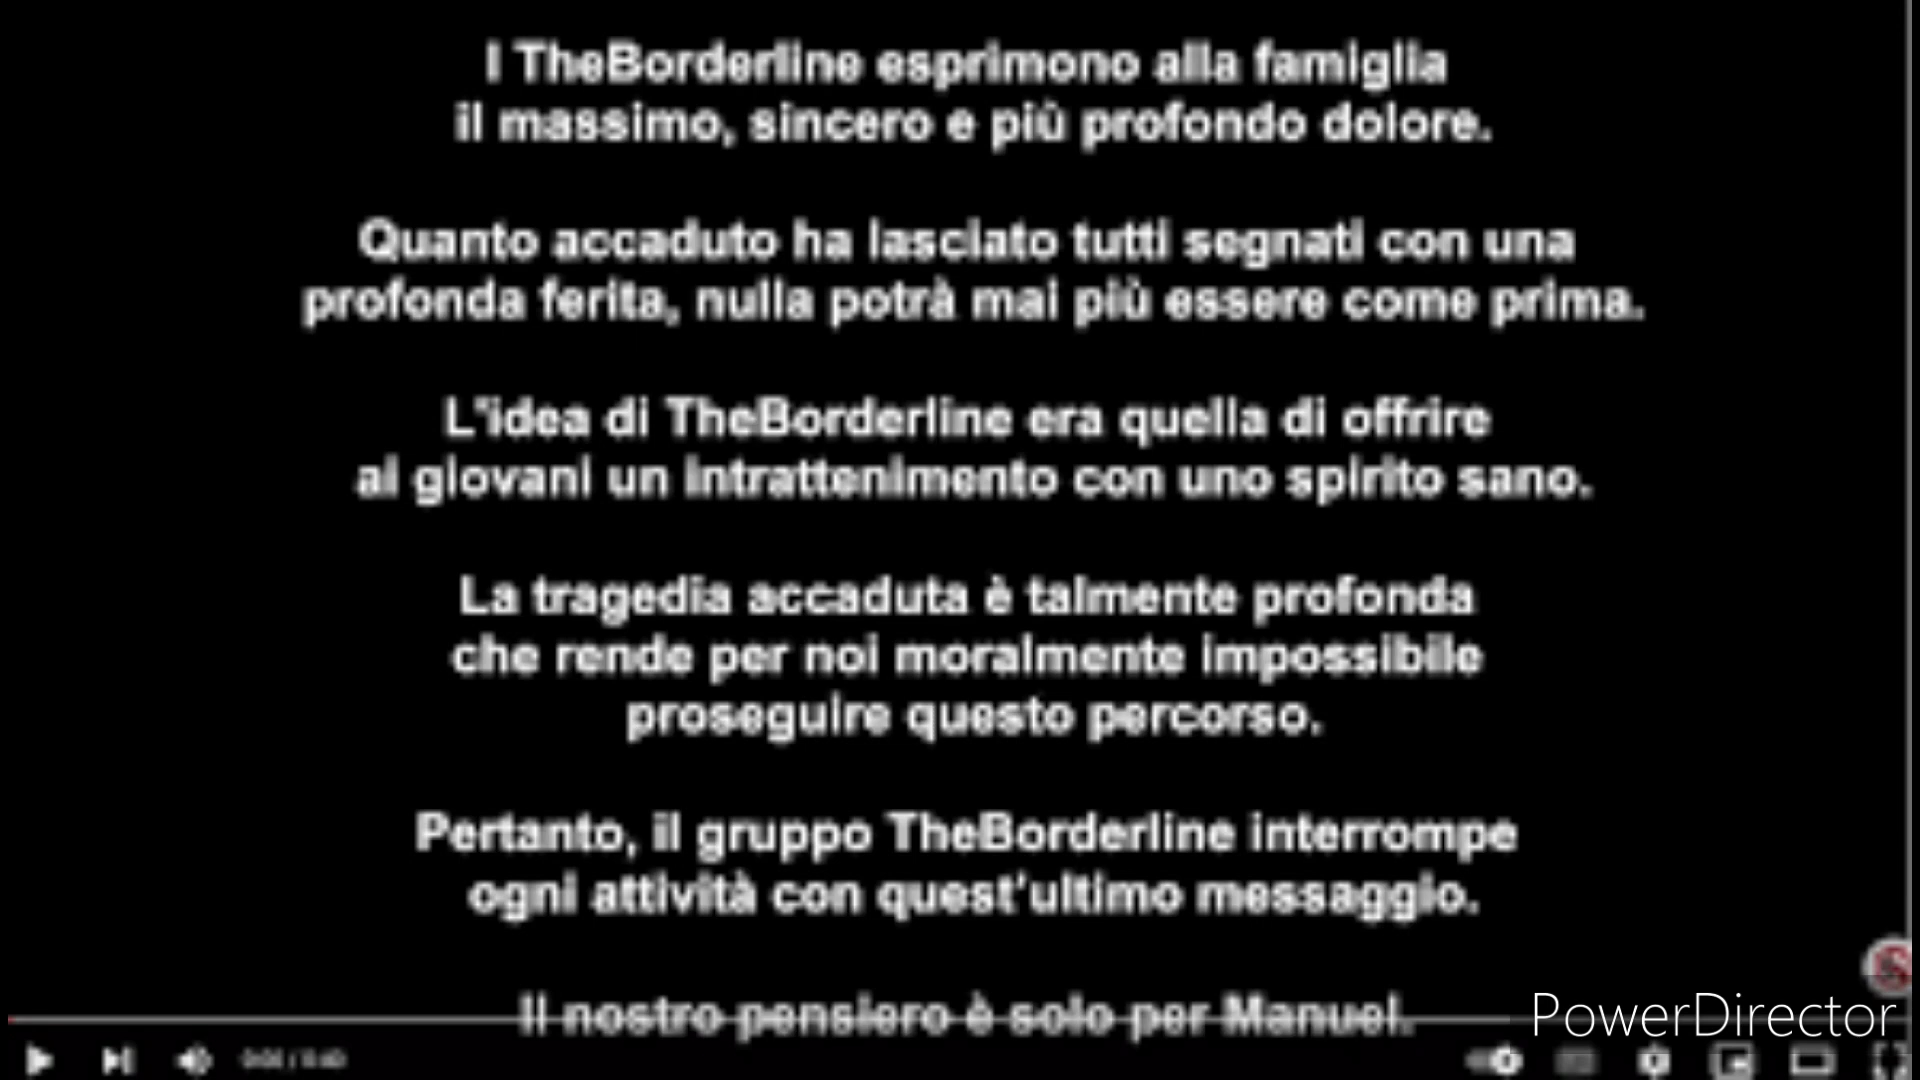 I TheBorderline esprimono alla famiglia
il massimo, sincero e più profondo dolore.
Quanto accaduto ha lasciato tutti segnati con una
profonda ferita, nulla potrà mai più essere come prima.
L'idea di TheBorderline era quella di offrire
ai giovani un intrattenimento con uno spirito sano.
La tragedia accaduta è talmente profonda
che rende per noi moralmente impossibile
proseguire questo percorso.
Pertanto, il gruppo TheBorderline interrompe
ogni attività con quest'ultimo messaggio.
Il nostro pensiero è solo per Manuel.
PowerDirector